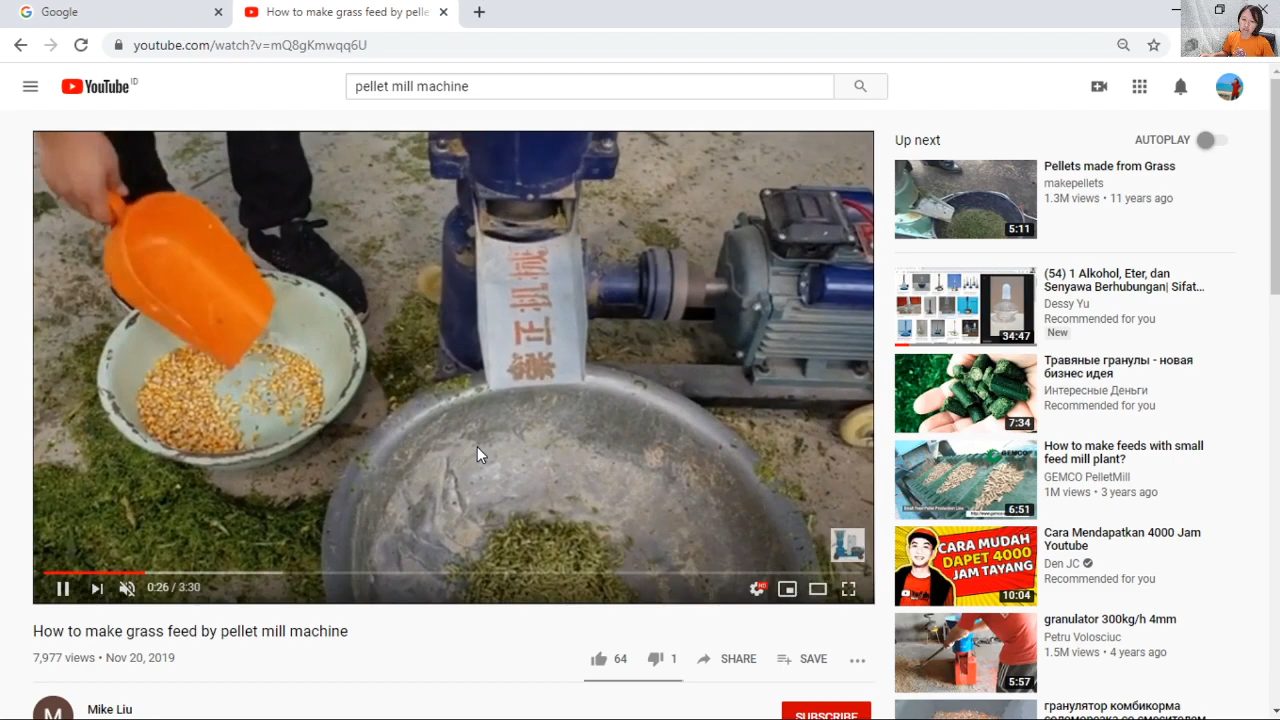 Google
How to make grass feed by pelle
youtube.com/watch?v=mQ8gKmwqq6U
YouTube ID
pellet mill machine
Up next
AUTOPLAY
Pellets made from Grass
makepellets
1.3M views • 11 years ago
5:11
(54) 1 Alkohol, Eter, dan
Senyawa Berhubungan| Sifat...
Dessy Yu
Recommended for you
New
34:47
Травяные гранулы - новая
бизнес идея
Интересные Деньги
Recommended for you
7:34
How to make feeds with small
feed mill plant?
GEMCO PelletMill
1M views • 3 years ago
GEMCO
6:51
Cara Mendapatkan 4000 Jam
Youtube
Den JC
Recommended for you
CARA MUDAH
DAPET 4000
JAM TAYANG
10:04
granulator 300kg/h 4mm
Petru Volosciuc
1.5M views • 4 years ago
5:57
гранулятор комбикорма
0:26 / 3:30
HD
How to make grass feed by pellet mill machine
7,977 views • Nov 20, 2019
64
1
SHARE
SAVE
M
Mike Liu
SUBSCRIBE